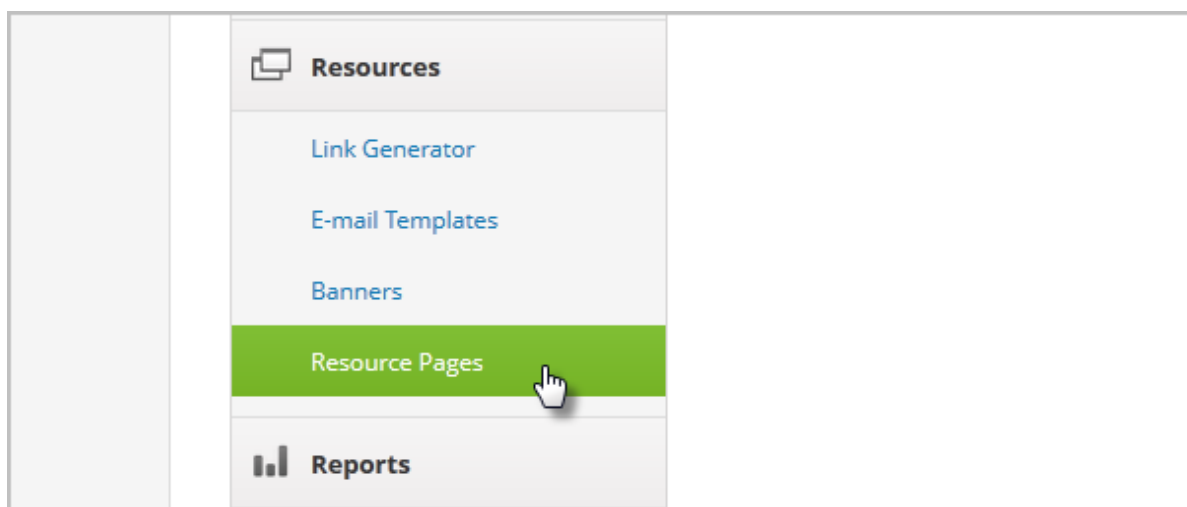 Resources
Link Generator
E-mail Templates
Banners
Resource Pages
Reports